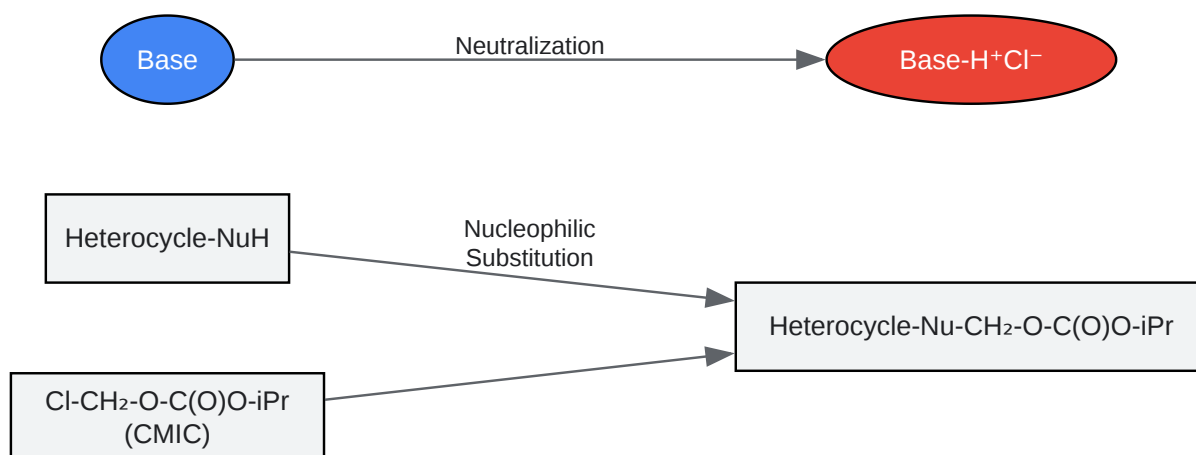 Base
Neutralization
Base-H⁺Cl⁻
Heterocycle-NuH
Nucleophilic
Substitution
Heterocycle-Nu-CH₂-O-C(O)O-iPr
Cl-CH₂-O-C(O)O-iPr
(CMIC)